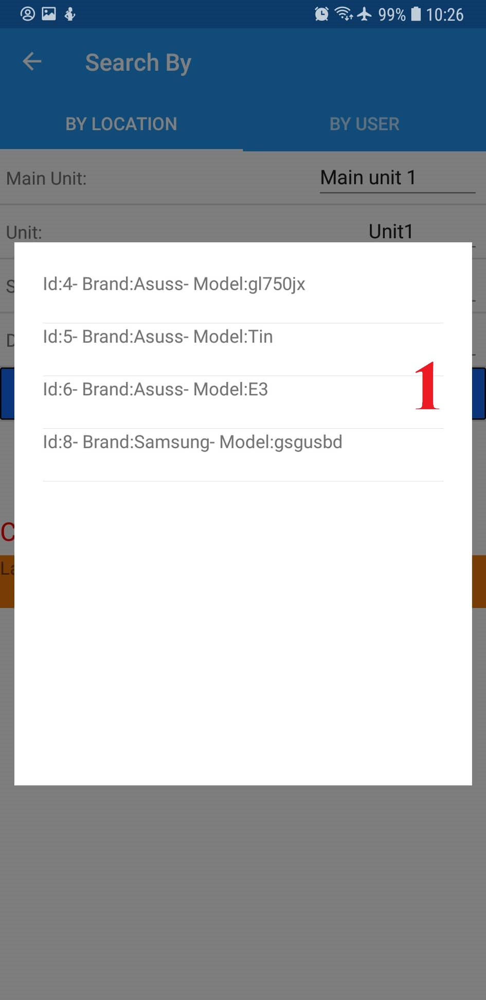 99% 10:26
Search By
BY LOCATION BY USER
Main Unit: Main unit 1
Unit: Unit1
S
D
Id:4- Brand:Asuss- Model:gl750jx
Id:5- Brand:Asuss- Model:Tin
1
Id:6- Brand:Asuss- Model:E3
Id:8- Brand:Samsung- Model:gsgusbd
C
La